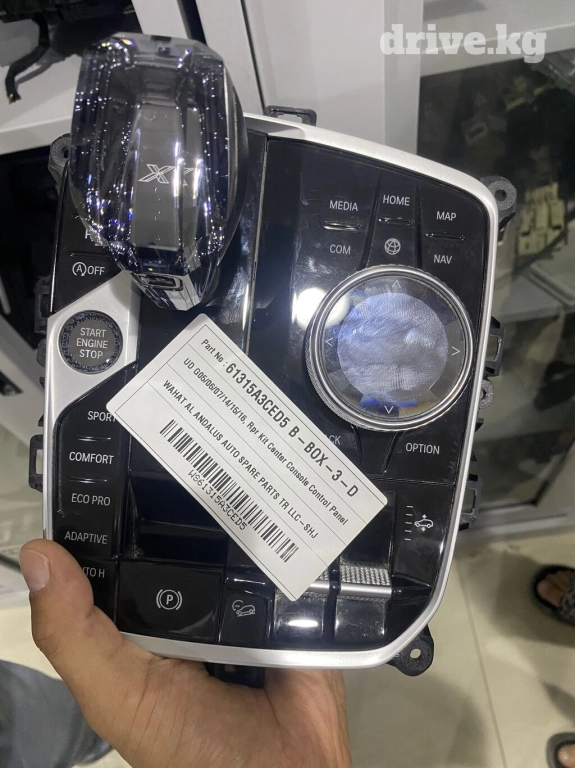 drive.kg
X
MEDIA
HOME
MAP
COM
NAV
OFF
START
ENGINE
STOP
SPORT
COMFORT
ECO PRO
ADAPTIVE
OPTION
Part No.: 61315A3CED5 B-BOX-3-D
UD G05/06/07/14/15/16. Rpr Kit Center Console Control Panel
WAHAT AL ANDALUS AUTO SPARE PARTS TR LLC-SHJ
WS61315A3CED5
P